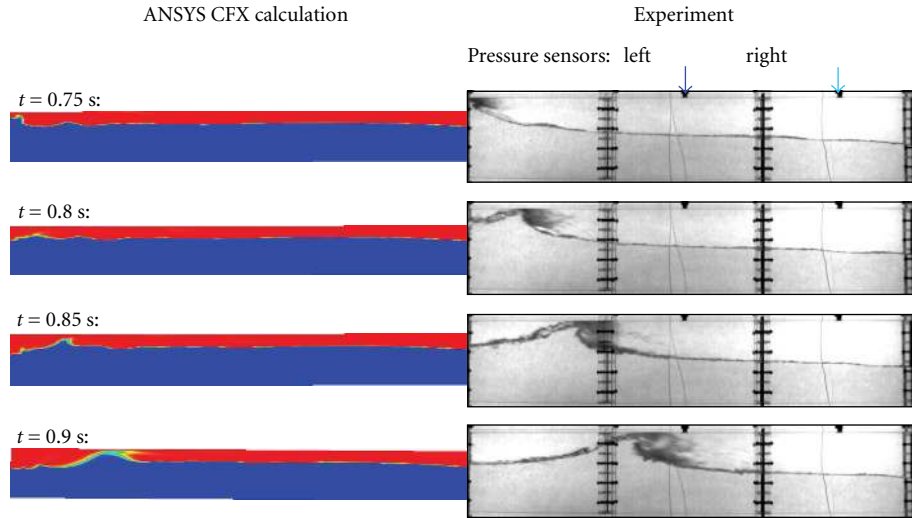 ANSYS CFX calculation
Experiment
Pressure sensors: left right
t = 0.75 s:
t = 0.8 s:
t = 0.85 s:
t = 0.9 s: